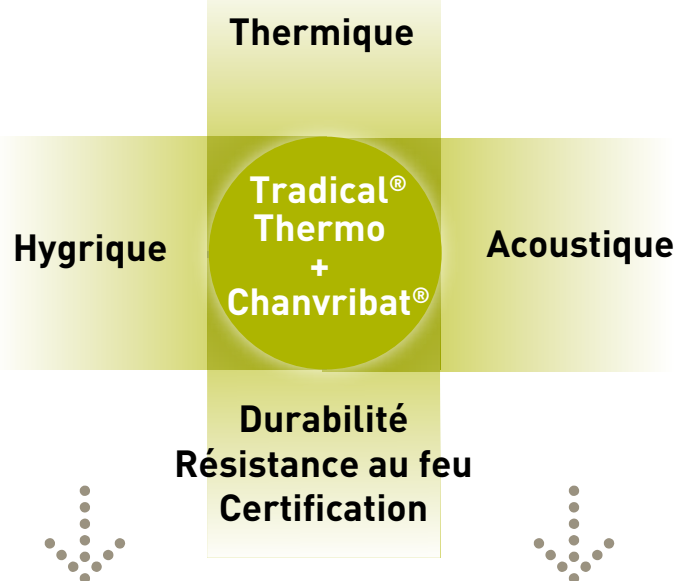 Thermique
Hygrique
Tradical®
Thermo
+
Chanvribat®
Acoustique
Durabilité
Résistance au feu
Certification